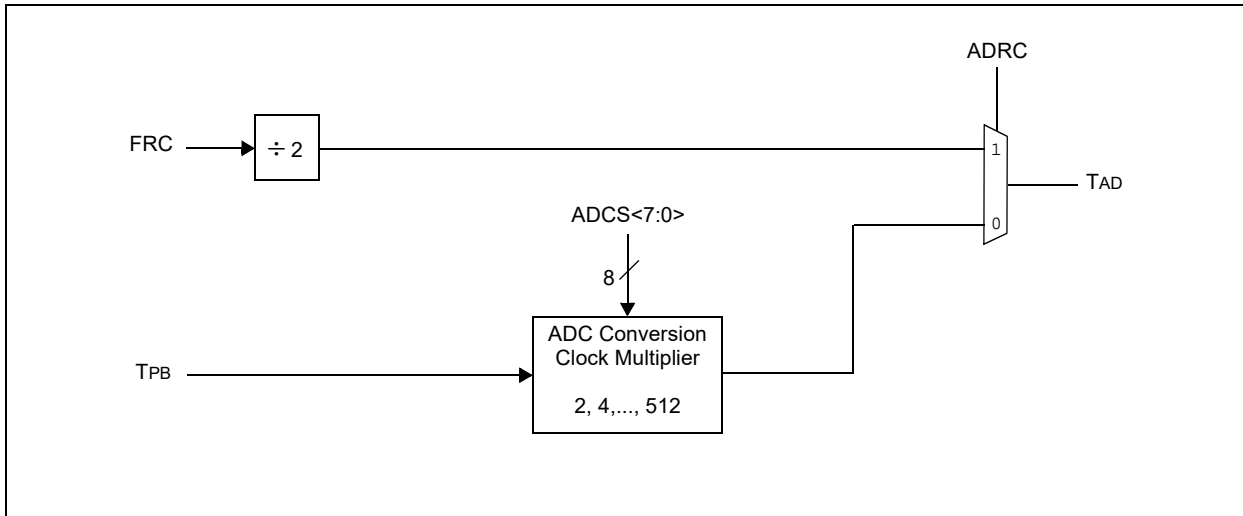 ADRC
FRC
÷ 2
1
TAD
ADCS<7:0>
0
8
ADC Conversion
Clock Multiplier
TPB
2, 4,..., 512